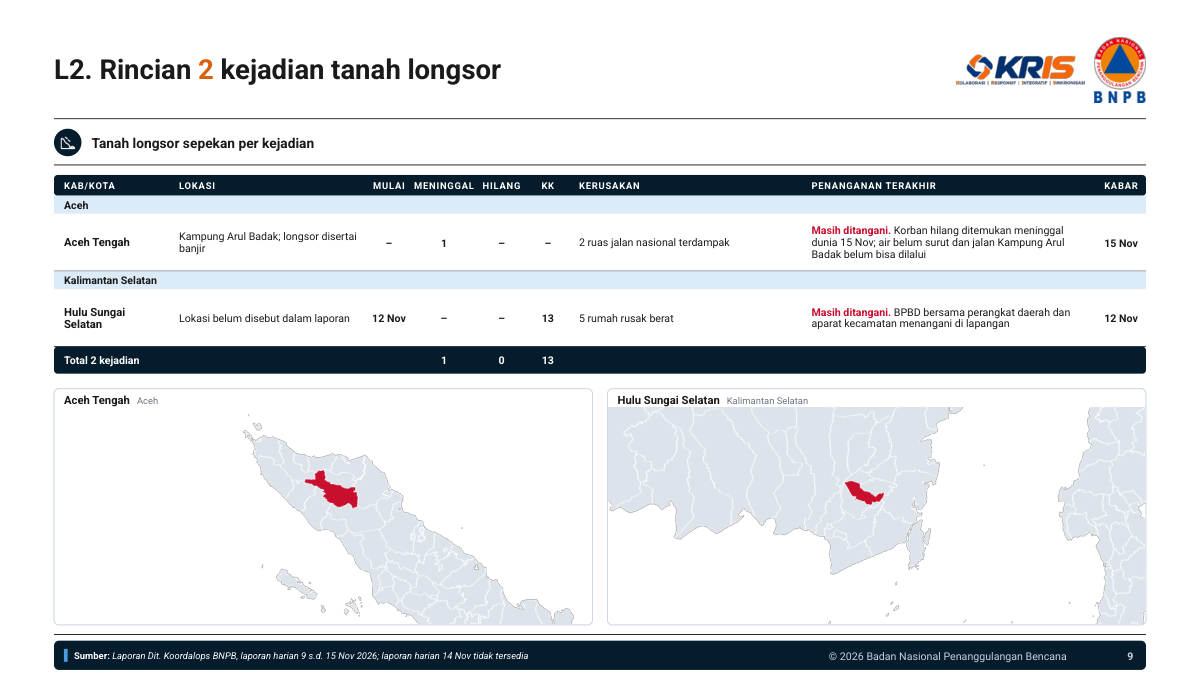 L2. Rincian 2 kejadian tanah longsor
KRIS
KOLABORASI | RESPONSIF | INTEGRATIF | SINKRONISASI
BADAN NASIONAL PENANGGULANGAN BENCANA
BNPB
Tanah longsor sepekan per kejadian
KAB/KOTA LOKASI MULAI MENINGGAL HILANG KK KERUSAKAN PENANGANAN TERAKHIR KABAR
Aceh
Aceh Tengah
Kampung Arul Badak; longsor disertai
banjir
– 1 – –
2 ruas jalan nasional terdampak
Masih ditangani. Korban hilang ditemukan meninggal
dunia 15 Nov; air belum surut dan jalan Kampung Arul
Badak belum bisa dilalui
15 Nov
Kalimantan Selatan
Hulu Sungai
Selatan
Lokasi belum disebut dalam laporan
12 Nov – – 13
5 rumah rusak berat
Masih ditangani. BPBD bersama perangkat daerah dan
aparat kecamatan menangani di lapangan
12 Nov
Total 2 kejadian 1 0 13
Aceh Tengah Aceh
Hulu Sungai Selatan Kalimantan Selatan
Sumber: Laporan Dit. Koordalops BNPB, laporan harian 9 s.d. 15 Nov 2026; laporan harian 14 Nov tidak tersedia
© 2026 Badan Nasional Penanggulangan Bencana 9